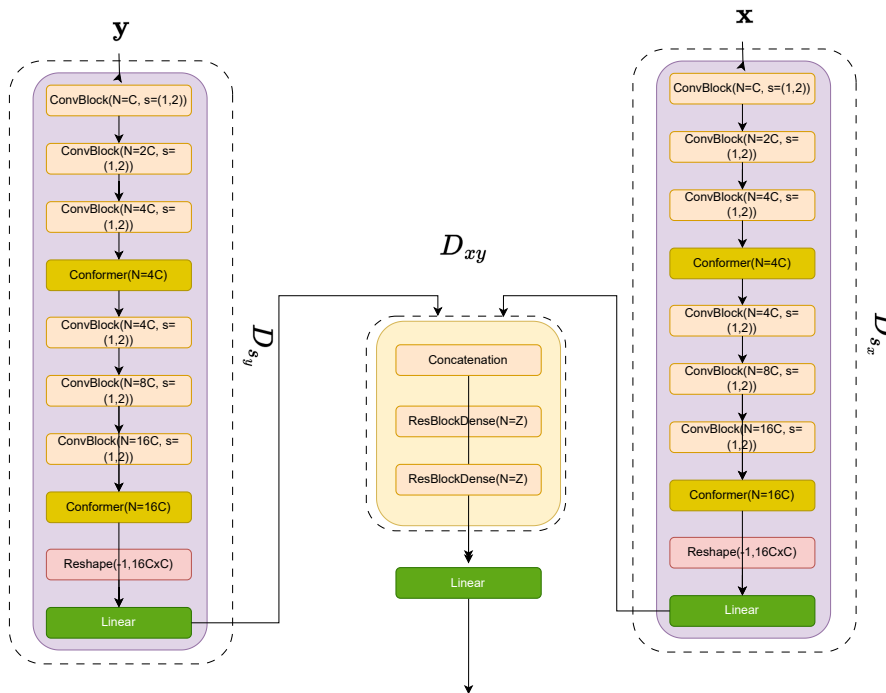 y
ConvBlock(N=C, s=(1,2))
ConvBlock(N=2C, s=
(1,2))
ConvBlock(N=4C, s=
(1,2))
Conformer(N=4C)
ConvBlock(N=4C, s=
(1,2))
ConvBlock(N=8C, s=
(1,2))
ConvBlock(N=16C, s=
(1,2))
Conformer(N=16C)
Reshape(-1,16CxC)
Linear
D_{s_y}
D_{xy}
Concatenation
ResBlockDense(N=Z)
ResBlockDense(N=Z)
Linear
x
ConvBlock(N=C, s=(1,2))
ConvBlock(N=2C, s=
(1,2))
ConvBlock(N=4C, s=
(1,2))
Conformer(N=4C)
ConvBlock(N=4C, s=
(1,2))
ConvBlock(N=8C, s=
(1,2))
ConvBlock(N=16C, s=
(1,2))
Conformer(N=16C)
Reshape(-1,16CxC)
Linear
D_{s_x}